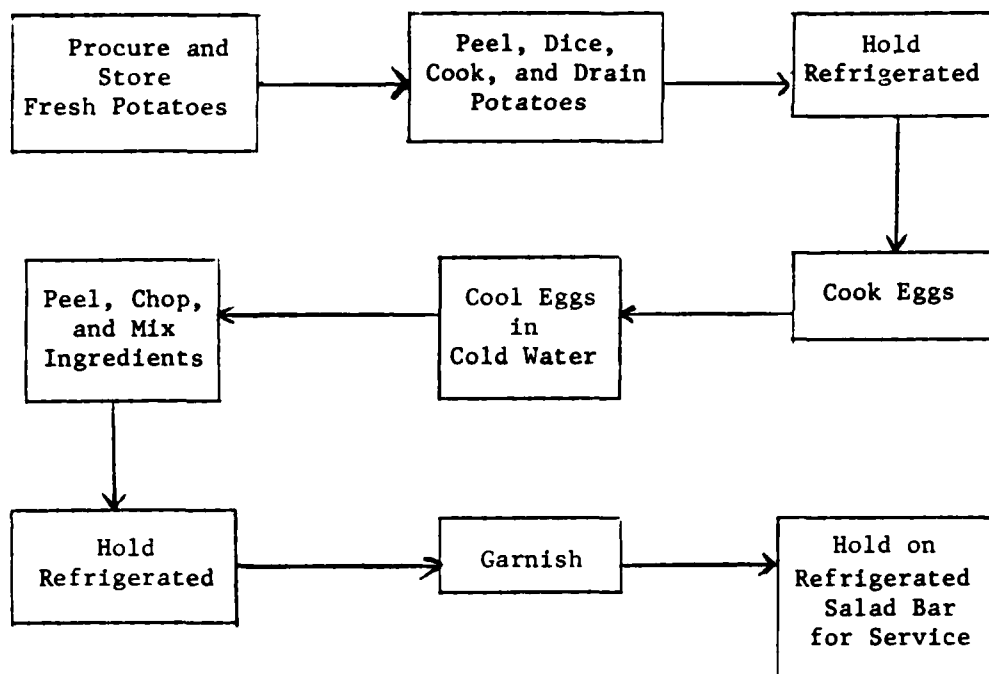 Procure and
Store
Fresh Potatoes
Peel, Dice,
Cook, and Drain
Potatoes
Hold
Refrigerated
Cook Eggs
Cool Eggs
in
Cold Water
Peel, Chop,
and Mix
Ingredients
Hold
Refrigerated
Garnish
Hold on
Refrigerated
Salad Bar
for Service